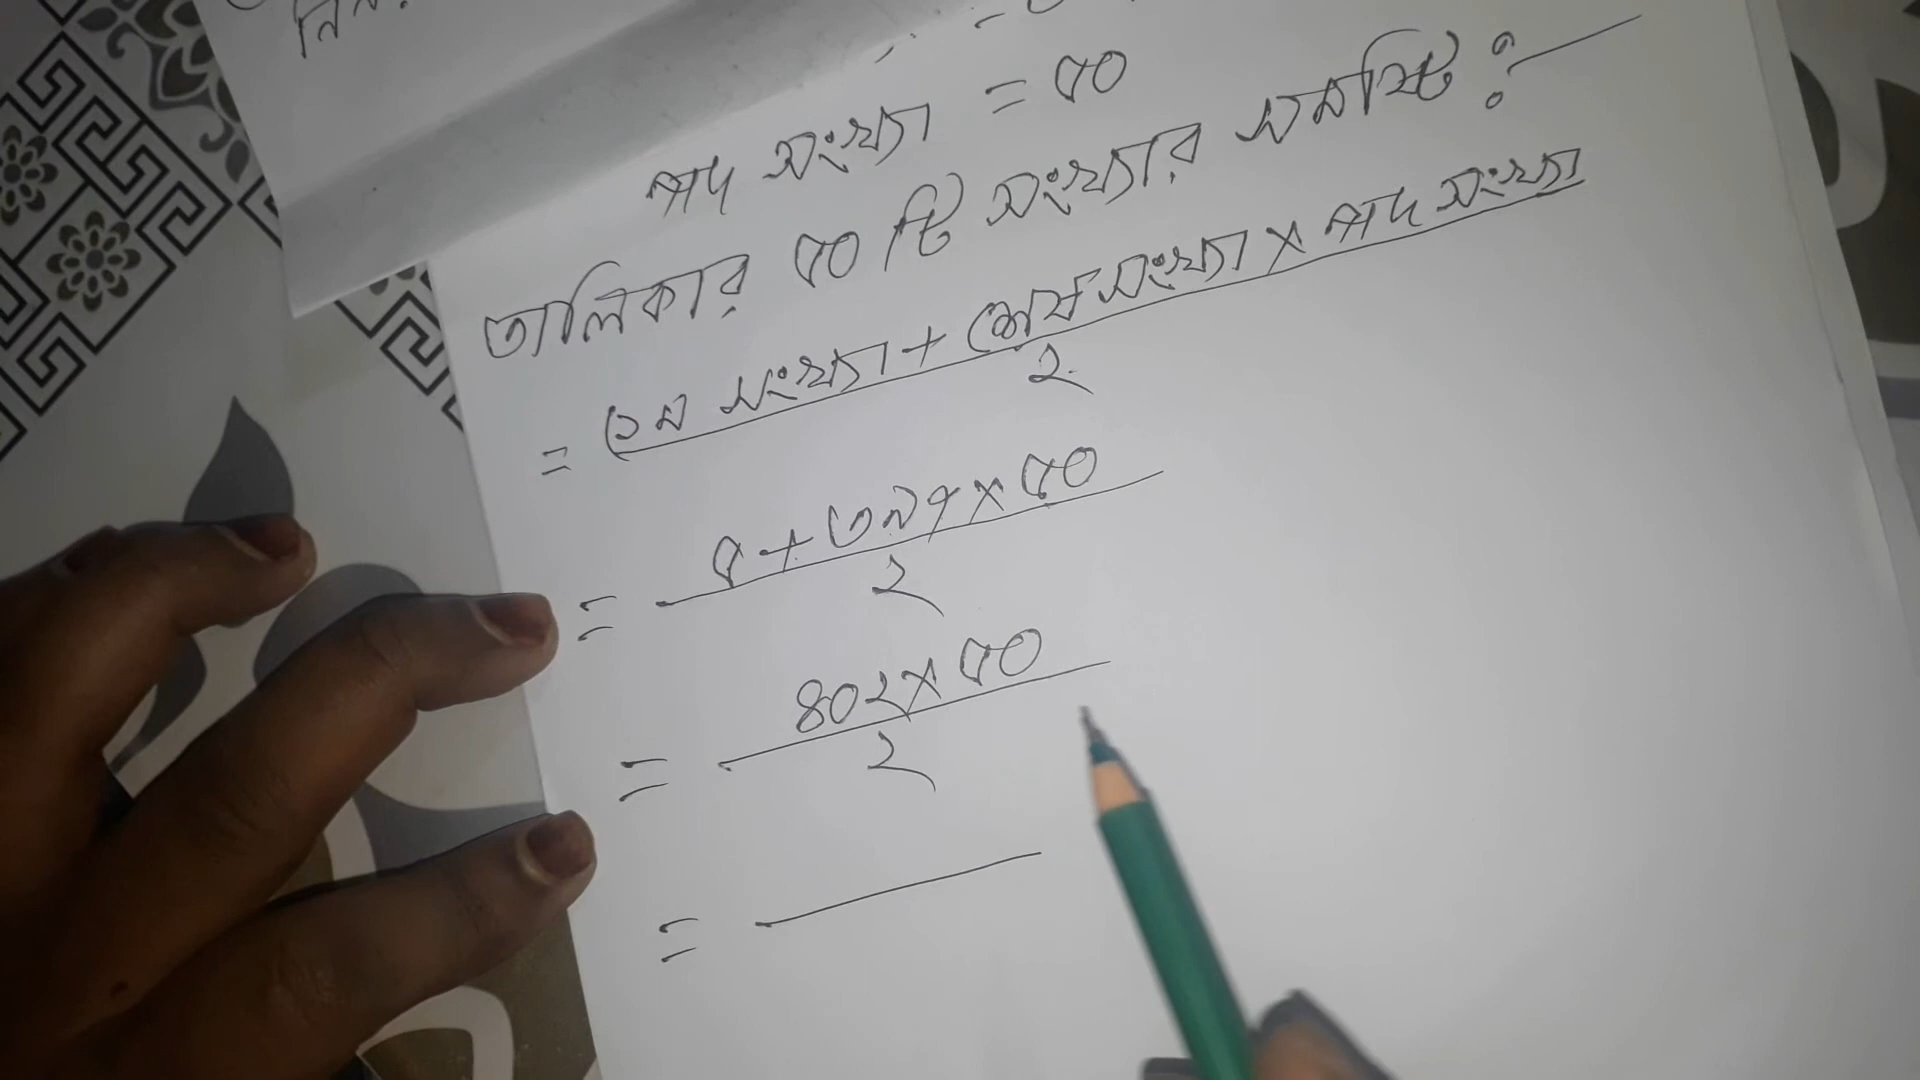 পদ সংখ্যা = ৫০
তালিকার ৫০ টি সংখ্যার সমষ্টি :
= (১ম সংখ্যা + শেষ সংখ্যা × পদ সংখ্যা
২
= ৫ + ৩৯৭ × ৫০
২
= ৪০২ × ৫০
২
=